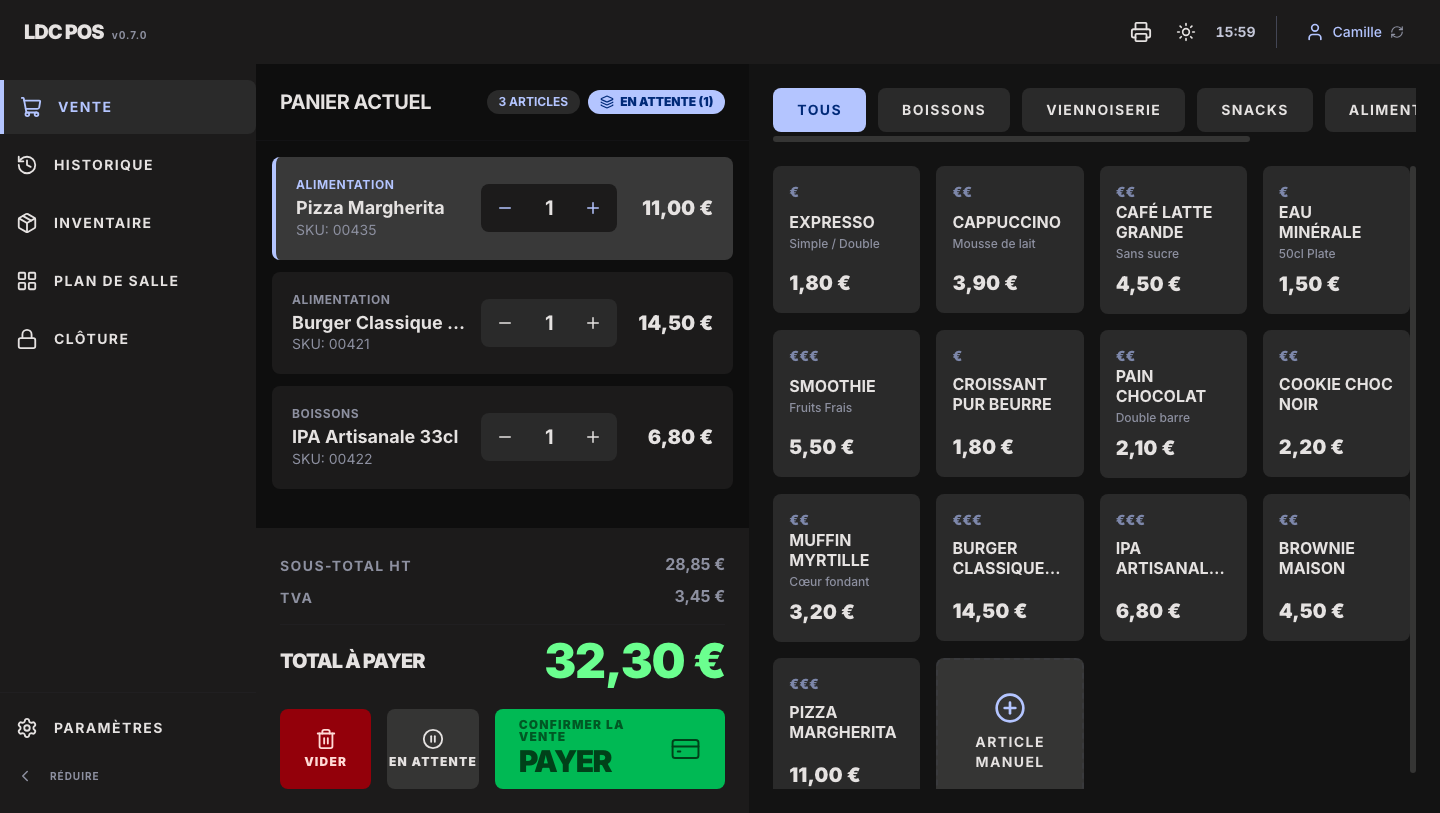 LDC POS v0.7.0
15:59
Camille
VENTE
HISTORIQUE
INVENTAIRE
PLAN DE SALLE
CLÔTURE
PARAMÈTRES
RÉDUIRE
PANIER ACTUEL
3 ARTICLES
EN ATTENTE (1)
ALIMENTATION
Pizza Margherita
SKU: 00435
1
11,00 €
ALIMENTATION
Burger Classique ...
SKU: 00421
1
14,50 €
BOISSONS
IPA Artisanale 33cl
SKU: 00422
1
6,80 €
SOUS-TOTAL HT
28,85 €
TVA
3,45 €
TOTAL À PAYER
32,30 €
VIDER
EN ATTENTE
CONFIRMER LA
VENTE
PAYER
TOUS
BOISSONS
VIENNOISERIE
SNACKS
ALIMENT
€
EXPRESSO
Simple / Double
1,80 €
€€
CAPPUCCINO
Mousse de lait
3,90 €
€€
CAFÉ LATTE
GRANDE
Sans sucre
4,50 €
€
EAU
MINÉRALE
50cl Plate
1,50 €
€€€
SMOOTHIE
Fruits Frais
5,50 €
€
CROISSANT
PUR BEURRE
1,80 €
€€
PAIN
CHOCOLAT
Double barre
2,10 €
€€
COOKIE CHOC
NOIR
2,20 €
€€
MUFFIN
MYRTILLE
Cœur fondant
3,20 €
€€€
BURGER
CLASSIQUE...
14,50 €
€€€
IPA
ARTISANAL...
6,80 €
€€
BROWNIE
MAISON
4,50 €
€€€
PIZZA
MARGHERITA
11,00 €
ARTICLE
MANUEL